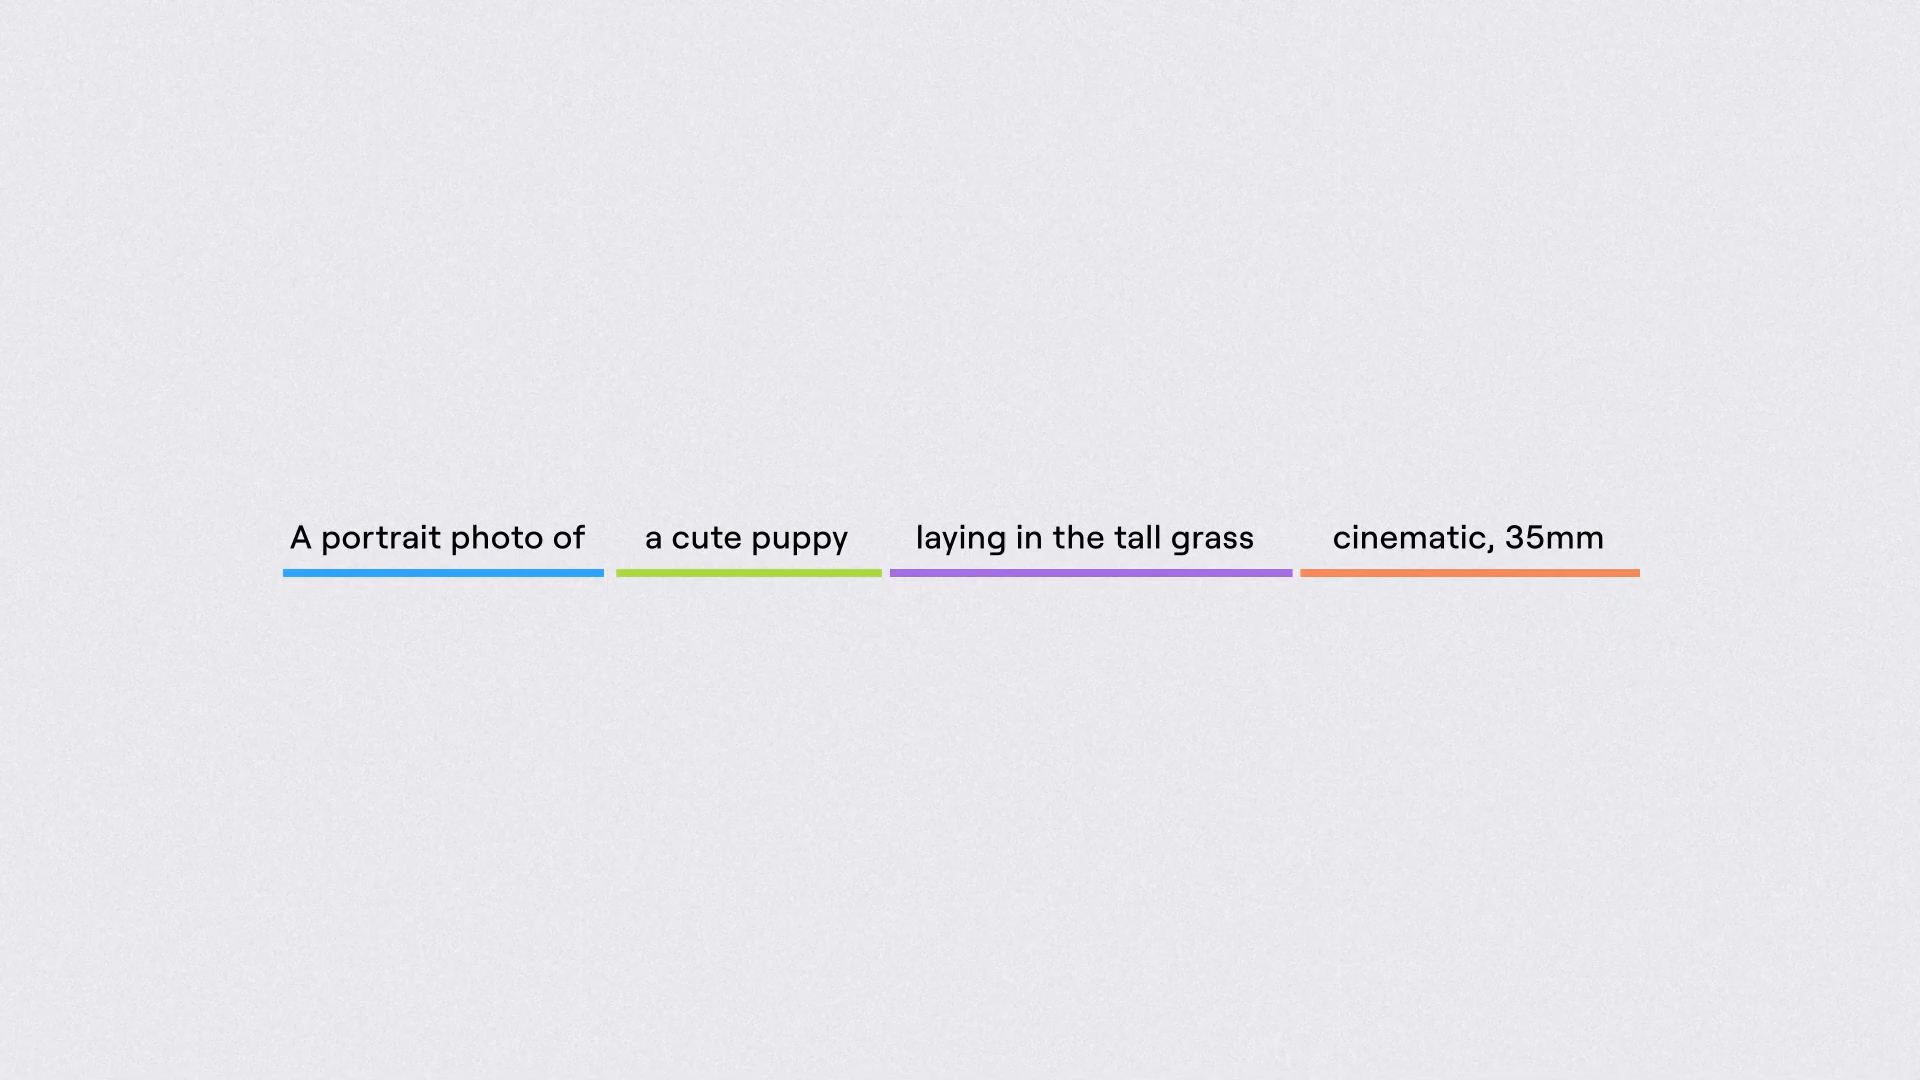 A portrait photo of a cute puppy laying in the tall grass cinematic, 35mm